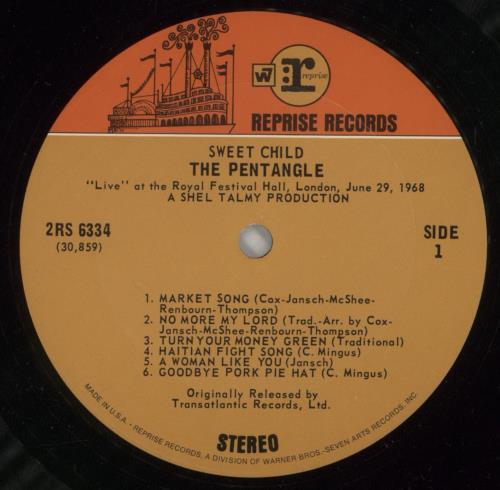 W7 r reprise
REPRISE RECORDS
SWEET CHILD
THE PENTANGLE
"Live" at the Royal Festival Hall, London, June 29, 1968
A SHEL TALMY PRODUCTION
2RS 6334
(30,859)
SIDE
1
1. MARKET SONG (Cox-Jansch-McShee-
Renbourn-Thompson)
2. NO MORE MY LORD (Trad.-Arr. by Cox-
Jansch-McShee-Renbourn-Thompson)
3. TURN YOUR MONEY GREEN (Traditional)
4. HAITIAN FIGHT SONG (C. Mingus)
5. A WOMAN LIKE YOU (Jansch)
6. GOODBYE PORK PIE HAT (C. Mingus)
Originally Released by
Transatlantic Records, Ltd.
STEREO
MADE IN U.S.A. - REPRISE RECORDS, A DIVISION OF WARNER BROS.-SEVEN ARTS RECORDS, INC.